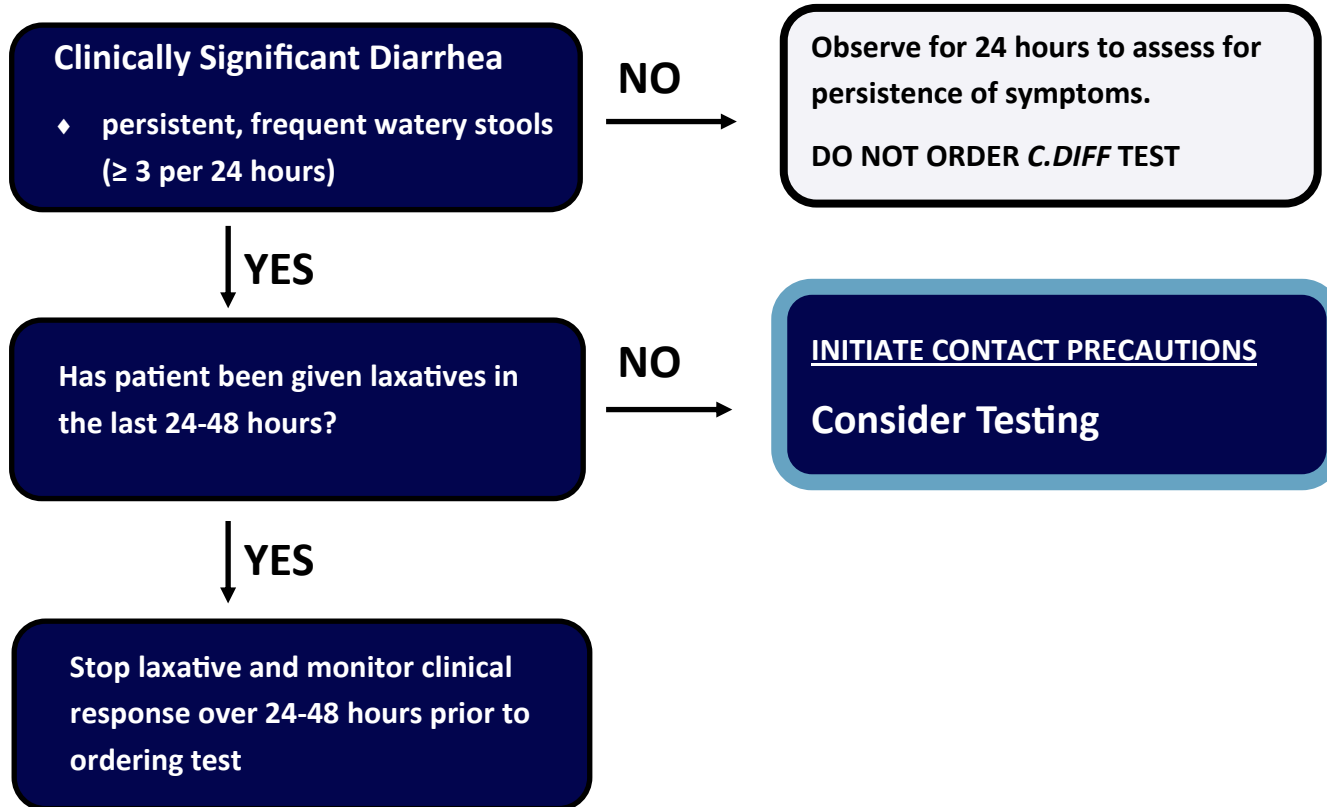 Clinically Significant Diarrhea
♦ persistent, frequent watery stools
(≥ 3 per 24 hours)
NO
Observe for 24 hours to assess for
persistence of symptoms.
DO NOT ORDER C.DIFF TEST
YES
Has patient been given laxatives in
the last 24-48 hours?
NO
INITIATE CONTACT PRECAUTIONS
Consider Testing
YES
Stop laxative and monitor clinical
response over 24-48 hours prior to
ordering test